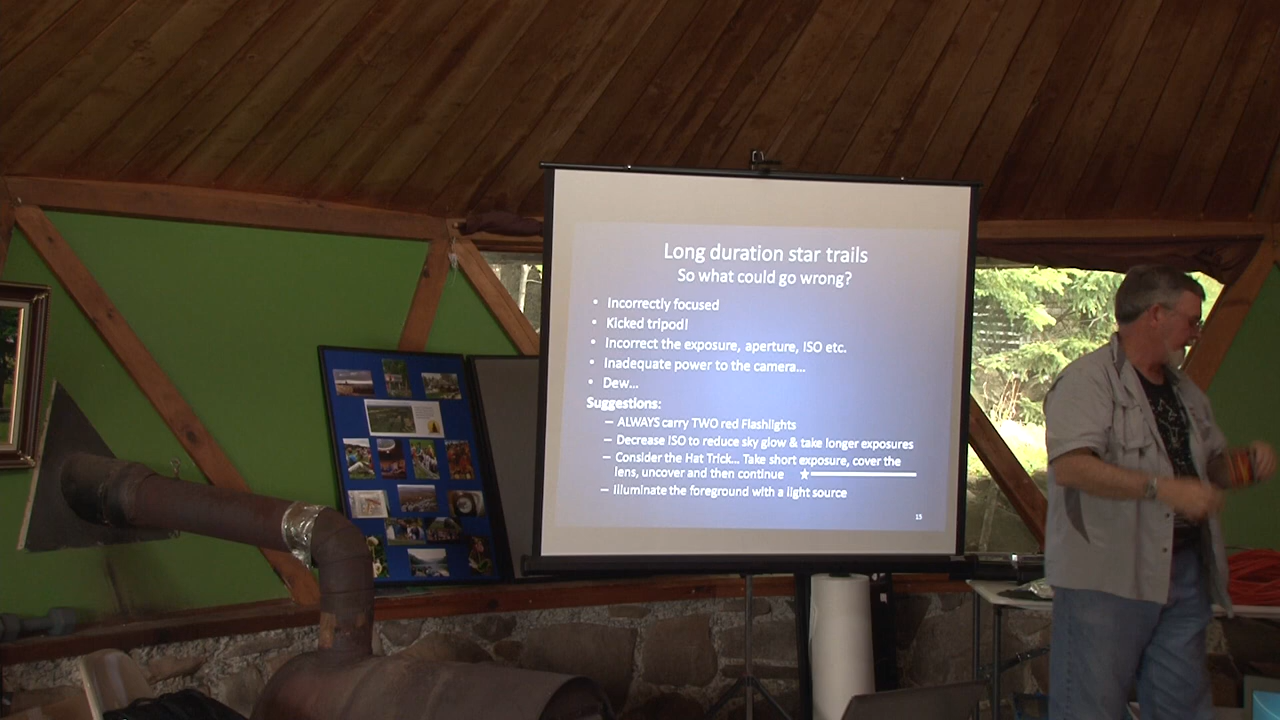 Long duration star trails
So what could go wrong?
• Incorrectly focused
• Kicked tripod!
• Incorrect the exposure, aperture, ISO etc.
• Inadequate power to the camera...
• Dew...
Suggestions:
– ALWAYS carry TWO red Flashlights
– Decrease ISO to reduce sky glow & take longer exposures
– Consider the Hat Trick... Take short exposure, cover the
lens, uncover and then continue
– Illuminate the foreground with a light source
15